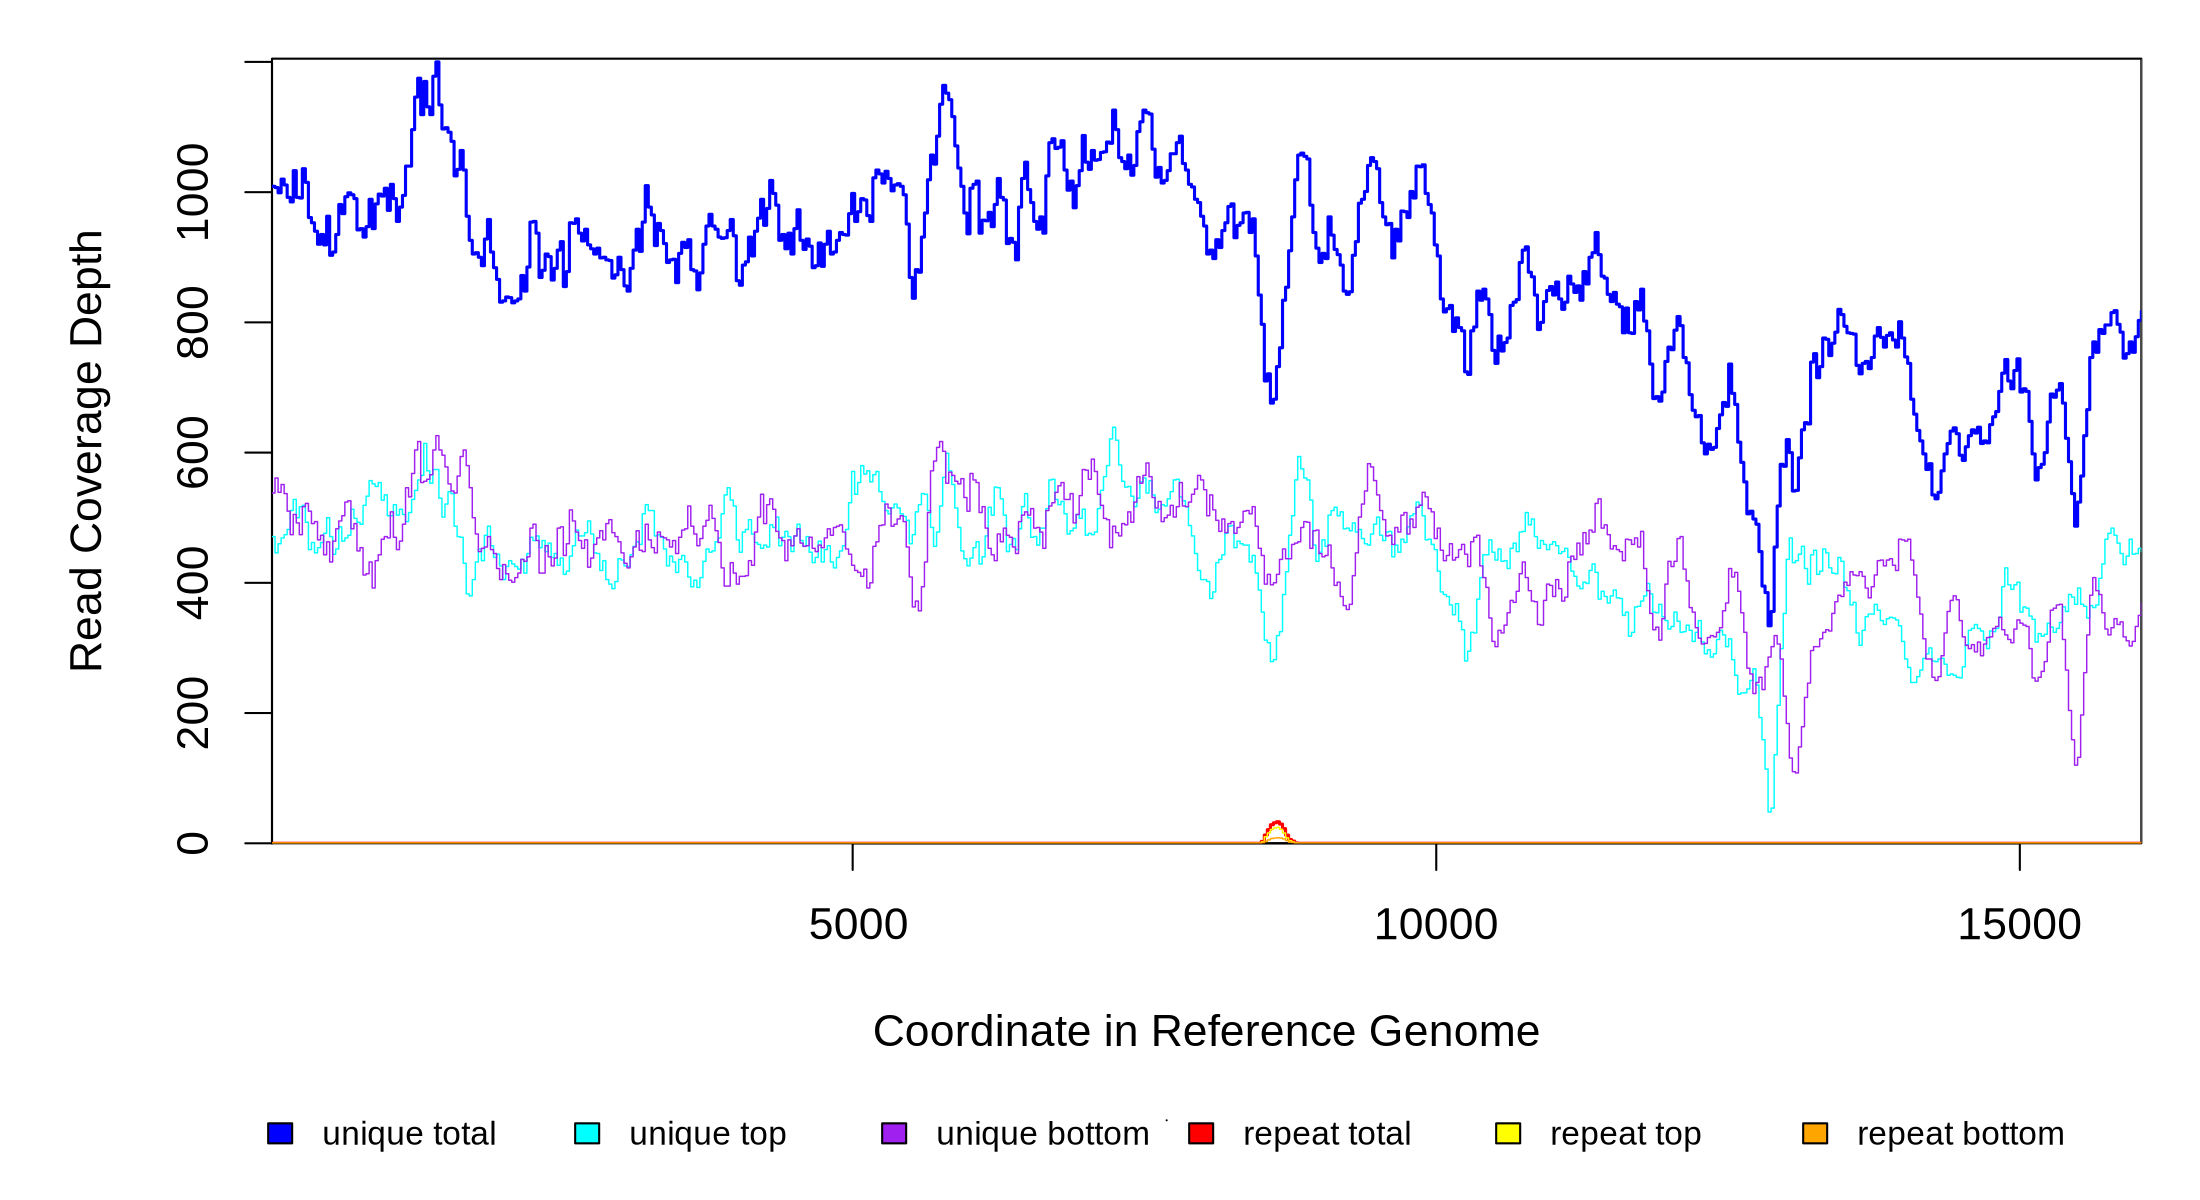 Read Coverage Depth
1000
800
600
400
200
0
5000 10000 15000
Coordinate in Reference Genome
unique total unique top unique bottom repeat total repeat top repeat bottom